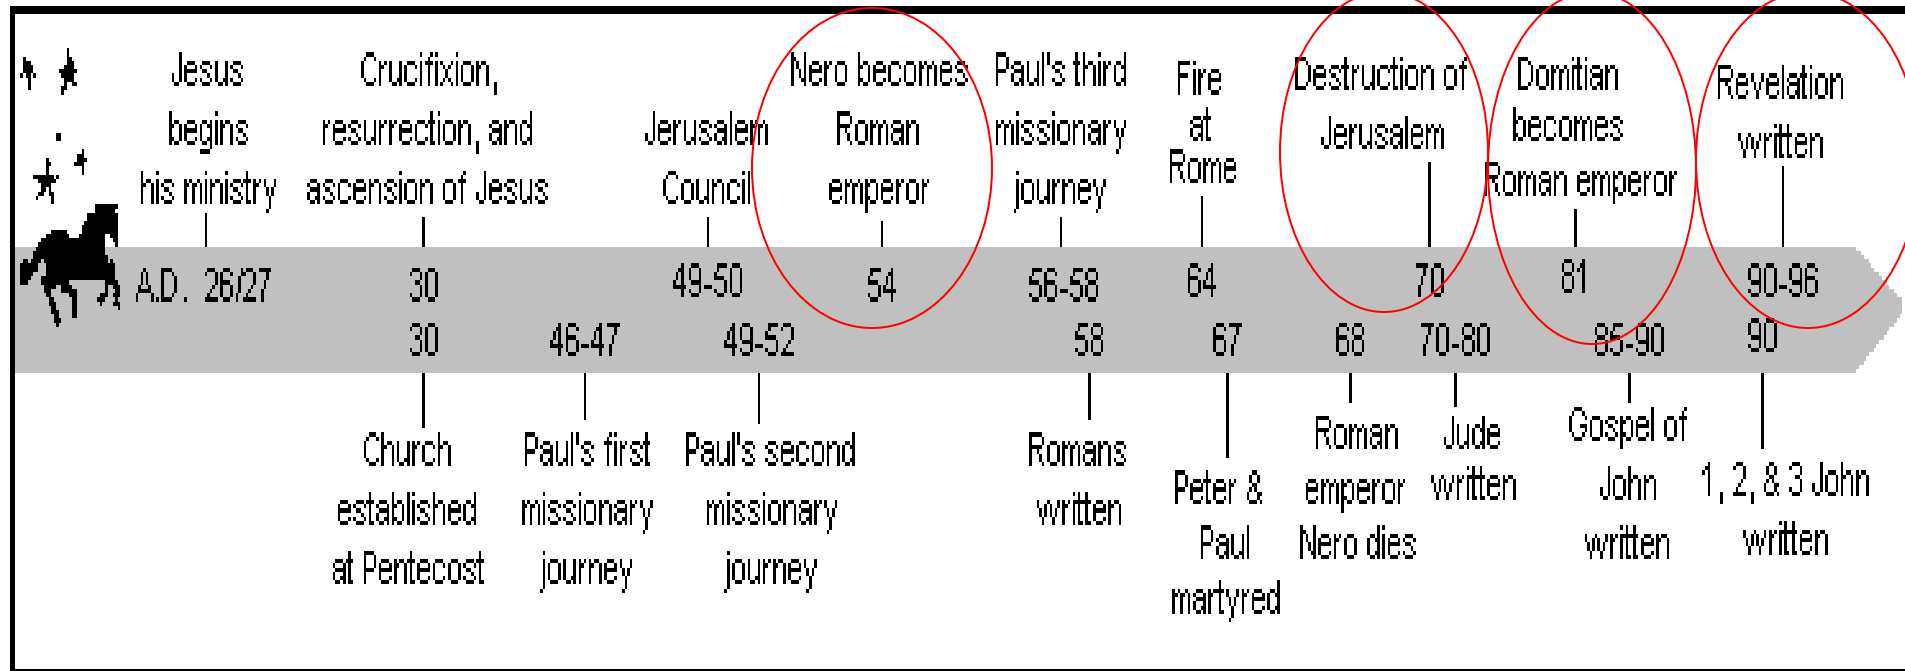 Jesus
begins
his ministry
Crucifixion,
resurrection, and
ascension of Jesus
Jerusalem
Council
Nero becomes
Roman
emperor
Paul's third
missionary
journey
Fire
at
Rome
Destruction of
Jerusalem
Domitian
becomes
Roman emperor
Revelation
written
A.D. 26/27 30 49-50 54 56-58 64 70 81 90-96
30 46-47 49-52 58 67 68 70-80 85-90 90
Church
established
at Pentecost
Paul's first
missionary
journey
Paul's second
missionary
journey
Romans
written
Peter &
Paul
martyred
Roman
emperor
Nero dies
Jude
written
Gospel of
John
written
1, 2, & 3 John
written